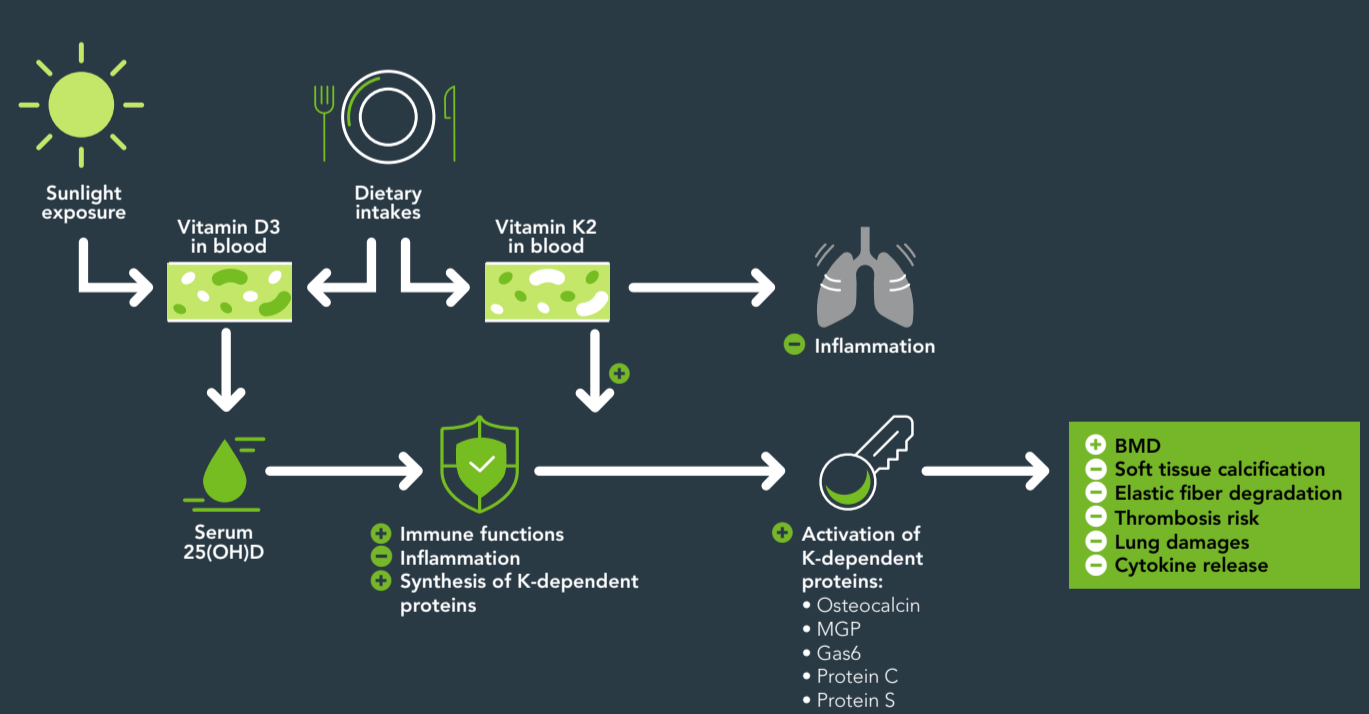 Sunlight
exposure
Dietary
intakes
Vitamin D3
in blood
Vitamin K2
in blood
Inflammation
Serum
25(OH)D
Immune functions
Inflammation
Synthesis of K-dependent
proteins
Activation of
K-dependent
proteins:
• Osteocalcin
• MGP
• Gas6
• Protein C
• Protein S
BMD
Soft tissue calcification
Elastic fiber degradation
Thrombosis risk
Lung damages
Cytokine release